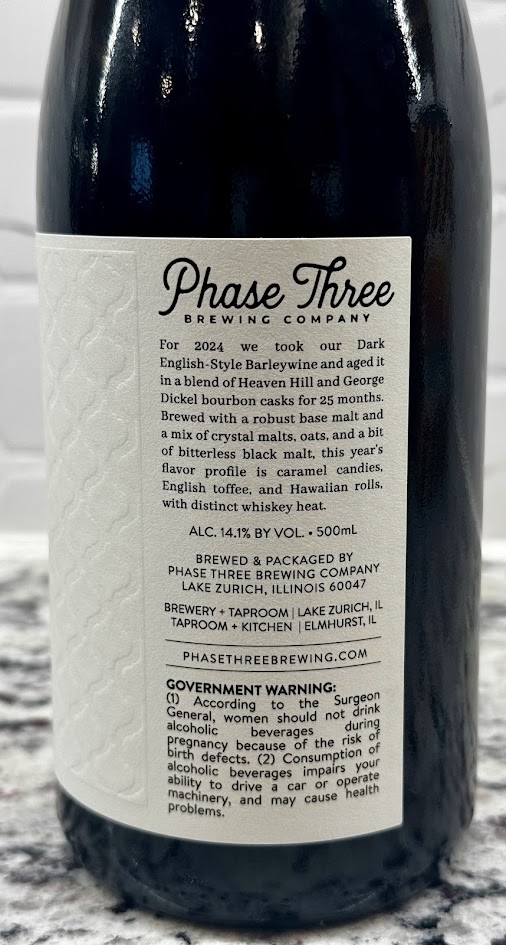 Phase Three
BREWING COMPANY
For 2024 we took our Dark
English-Style Barleywine and aged it
in a blend of Heaven Hill and George
Dickel bourbon casks for 25 months.
Brewed with a robust base malt and
a mix of crystal malts, oats, and a bit
of bitterless black malt, this year's
flavor profile is caramel candies,
English toffee, and Hawaiian rolls,
with distinct whiskey heat.
ALC. 14.1% BY VOL. • 500mL
BREWED & PACKAGED BY
PHASE THREE BREWING COMPANY
LAKE ZURICH, ILLINOIS 60047
BREWERY + TAPROOM | LAKE ZURICH, IL
TAPROOM + KITCHEN | ELMHURST, IL
PHASETHREEBREWING.COM
GOVERNMENT WARNING:
(1) According to the Surgeon
General, women should not drink
alcoholic beverages during
pregnancy because of the risk of
birth defects. (2) Consumption of
alcoholic beverages impairs your
ability to drive a car or operate
machinery, and may cause health
problems.